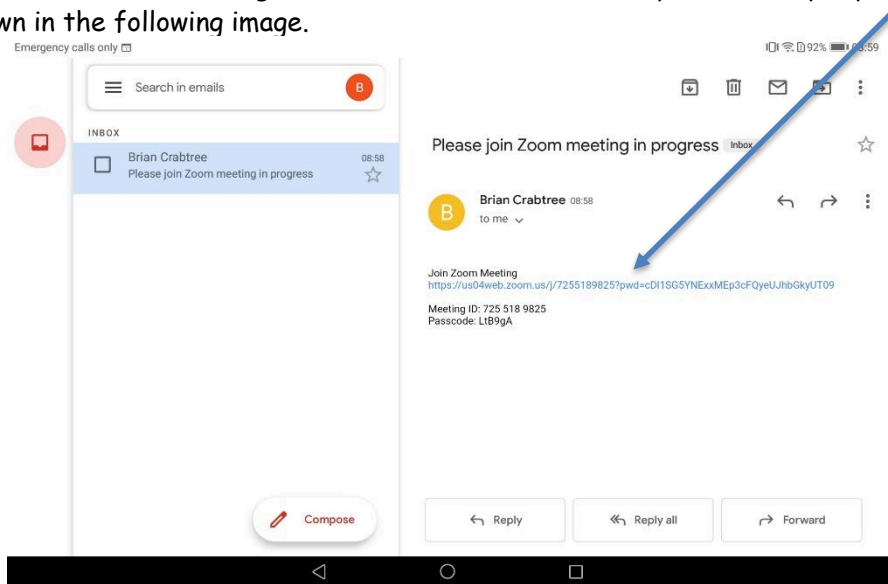 wn in the following image.
Emergency calls only
92%
:59
Search in emails
B
INBOX
Brian Crabtree 08:58
Please join Zoom meeting in progress
Compose
Please join Zoom meeting in progress Inbox
B
Brian Crabtree 08:58
to me
Join Zoom Meeting
https://us04web.zoom.us/j/7255189825?pwd=cDI1SG5YNExxMEp3cFQyeUJhbGkyUT09
Meeting ID: 725 518 9825
Passcode: LtB9gA
Reply
Reply all
Forward